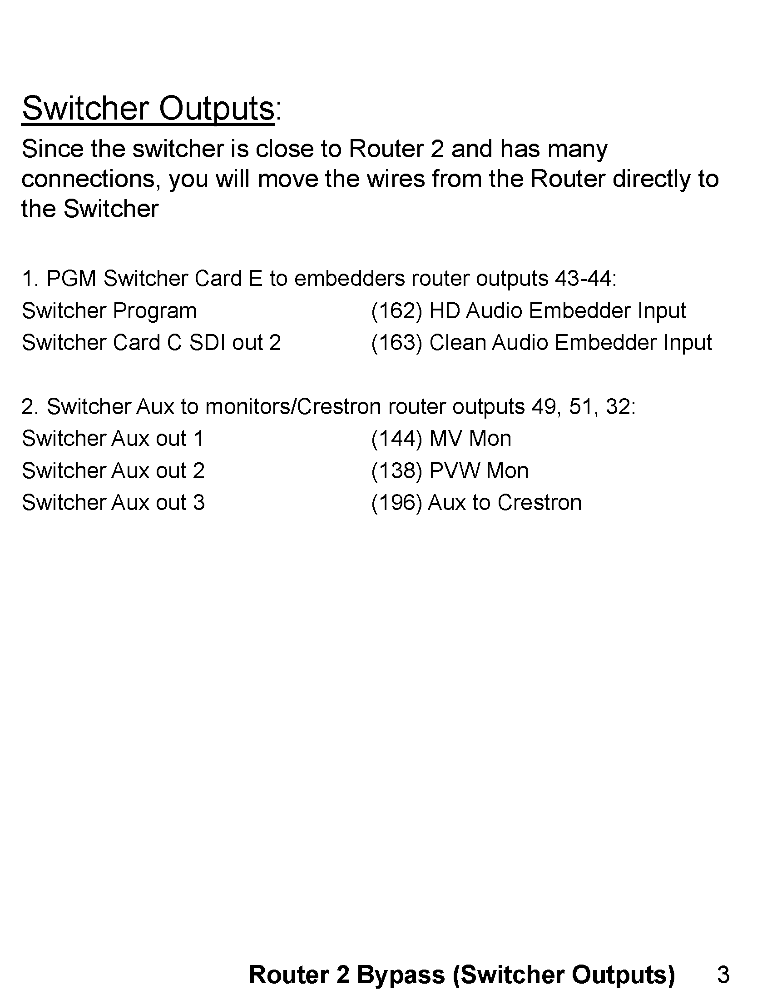 Switcher Outputs:
Since the switcher is close to Router 2 and has many
connections, you will move the wires from the Router directly to
the Switcher
1. PGM Switcher Card E to embedders router outputs 43-44:
Switcher Program (162) HD Audio Embedder Input
Switcher Card C SDI out 2 (163) Clean Audio Embedder Input
2. Switcher Aux to monitors/Crestron router outputs 49, 51, 32:
Switcher Aux out 1 (144) MV Mon
Switcher Aux out 2 (138) PVW Mon
Switcher Aux out 3 (196) Aux to Crestron
Router 2 Bypass (Switcher Outputs) 3